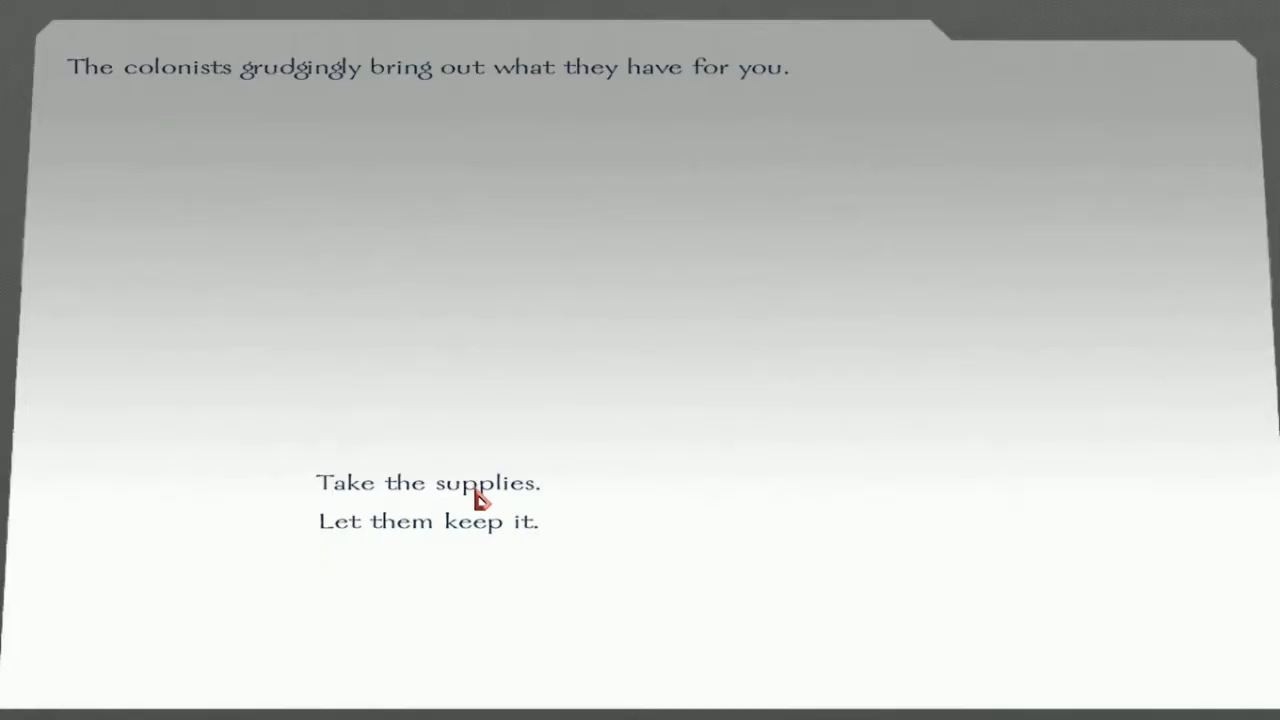 The colonists grudgingly bring out what they have for you.
Take the supplies.
Let them keep it.